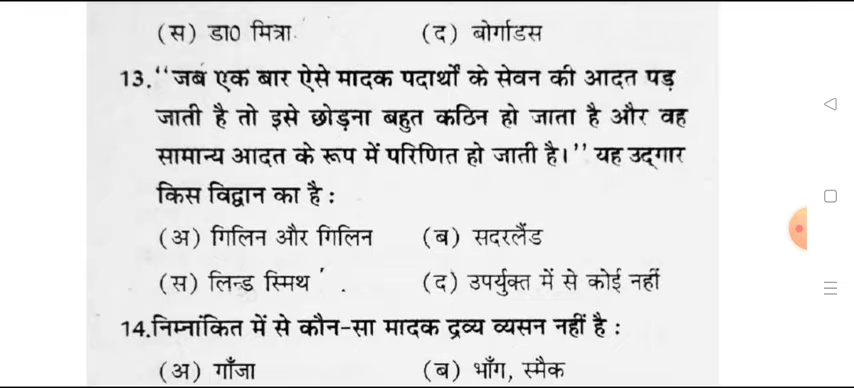 (स) डा0 मित्रा (द) बोर्गाडस
13. ‘‘जब एक बार ऐसे मादक पदार्थों के सेवन की आदत पड़
जाती है तो इसे छोड़ना बहुत कठिन हो जाता है और वह
सामान्य आदत के रूप में परिणित हो जाती है।’’ यह उद्‌गार
किस विद्वान का है :
(अ) गिलिन और गिलिन (ब) सदरलैंड
(स) लिन्ड स्मिथ (द) उपर्युक्त में से कोई नहीं
14. निम्नांकित में से कौन-सा मादक द्रव्य व्यसन नहीं है :
(अ) गाँजा (ब) भाँग, स्मैक